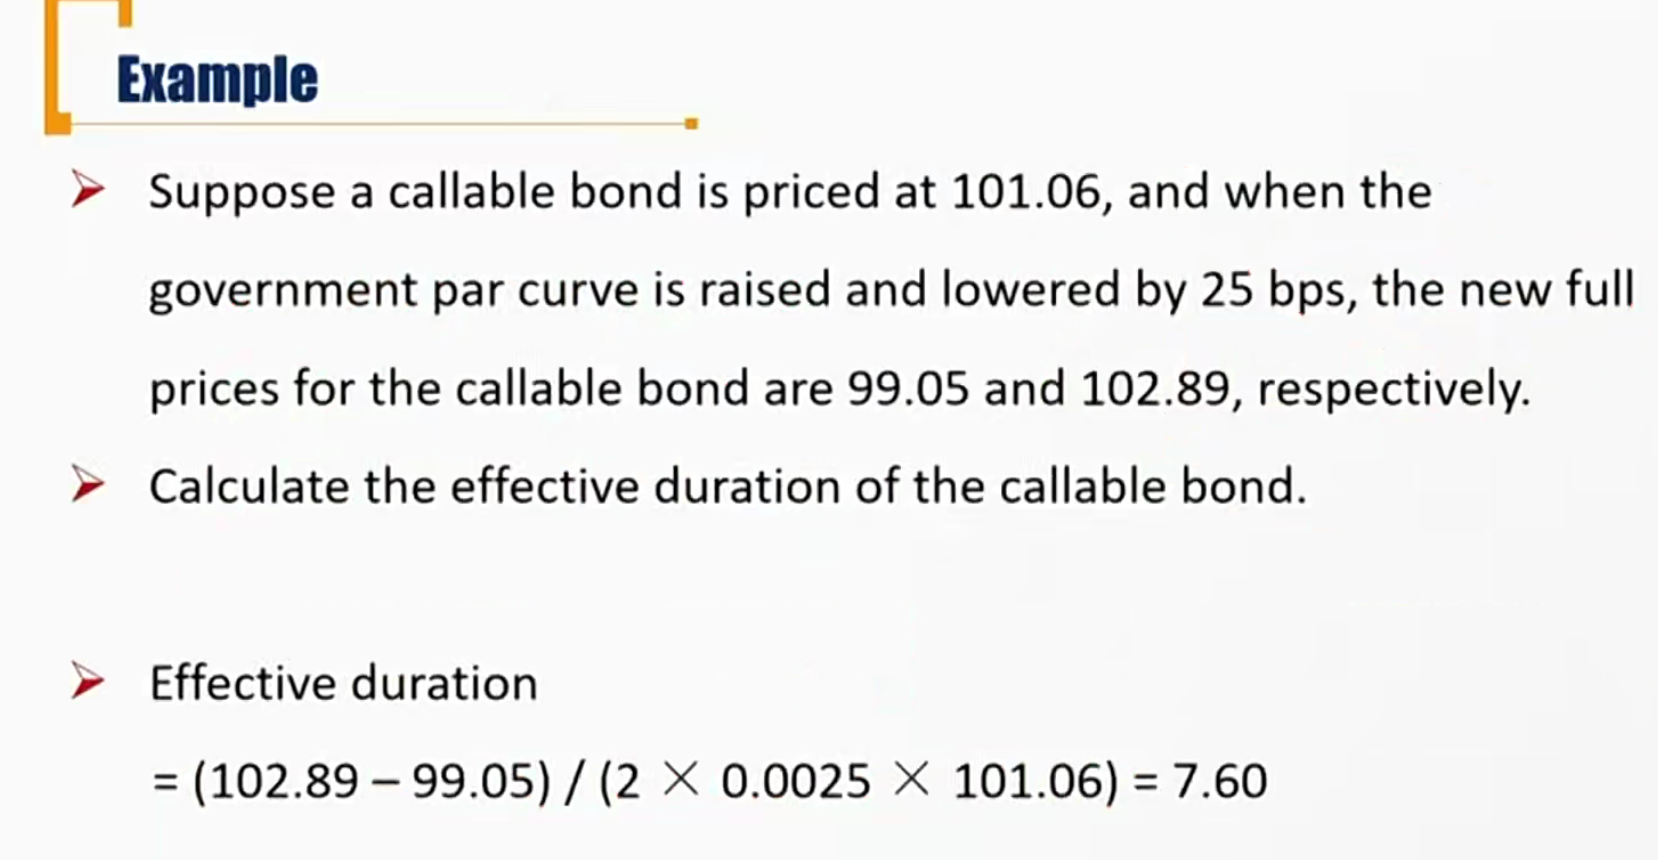 Example
Suppose a callable bond is priced at 101.06, and when the
government par curve is raised and lowered by 25 bps, the new full
prices for the callable bond are 99.05 and 102.89, respectively.
Calculate the effective duration of the callable bond.
Effective duration
= (102.89 – 99.05) / (2 × 0.0025 × 101.06) = 7.60